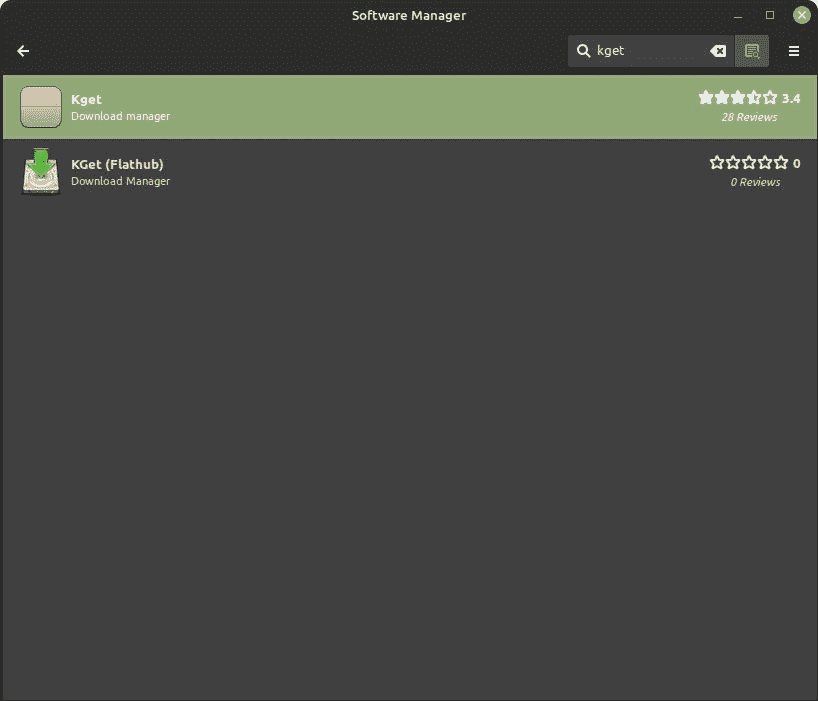 Software Manager
kget
Kget
Download manager
3.4
28 Reviews
KGet (Flathub)
Download Manager
0
0 Reviews